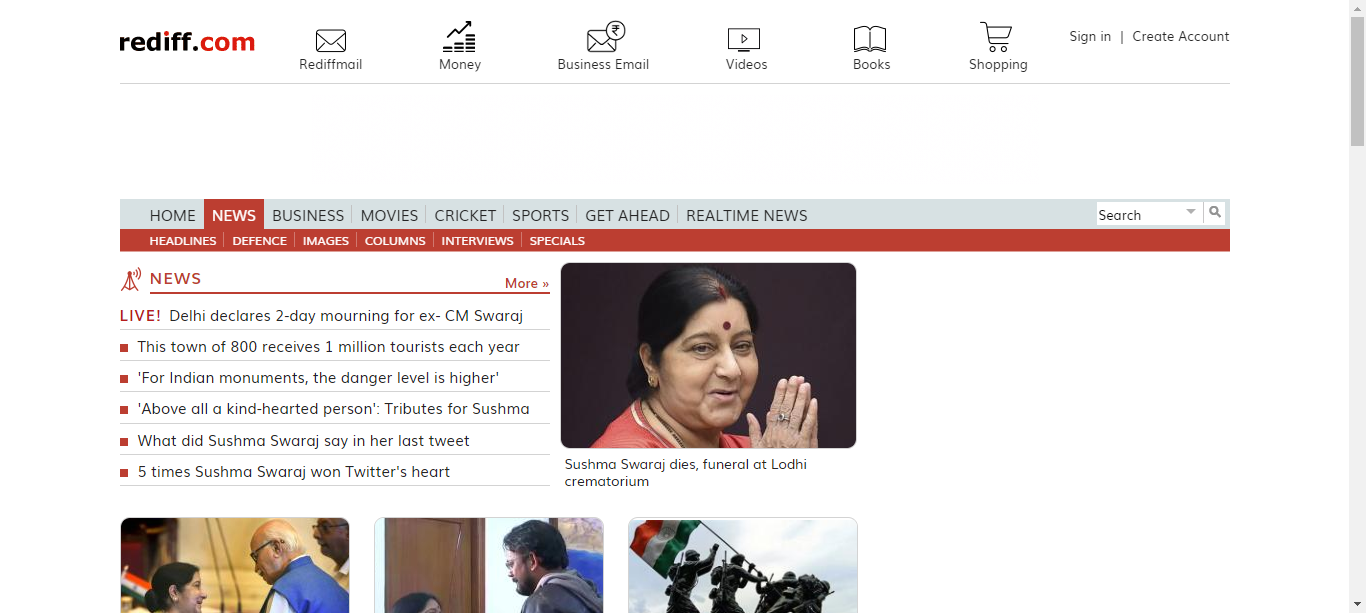 rediff.com
Rediffmail
Money
Business Email
Videos
Books
Shopping
Sign in | Create Account
HOME NEWS BUSINESS MOVIES CRICKET SPORTS GET AHEAD REALTIME NEWS
Search
HEADLINES DEFENCE IMAGES COLUMNS INTERVIEWS SPECIALS
NEWS
More »
LIVE! Delhi declares 2-day mourning for ex- CM Swaraj
This town of 800 receives 1 million tourists each year
'For Indian monuments, the danger level is higher'
'Above all a kind-hearted person': Tributes for Sushma
What did Sushma Swaraj say in her last tweet
5 times Sushma Swaraj won Twitter's heart
Sushma Swaraj dies, funeral at Lodhi
crematorium